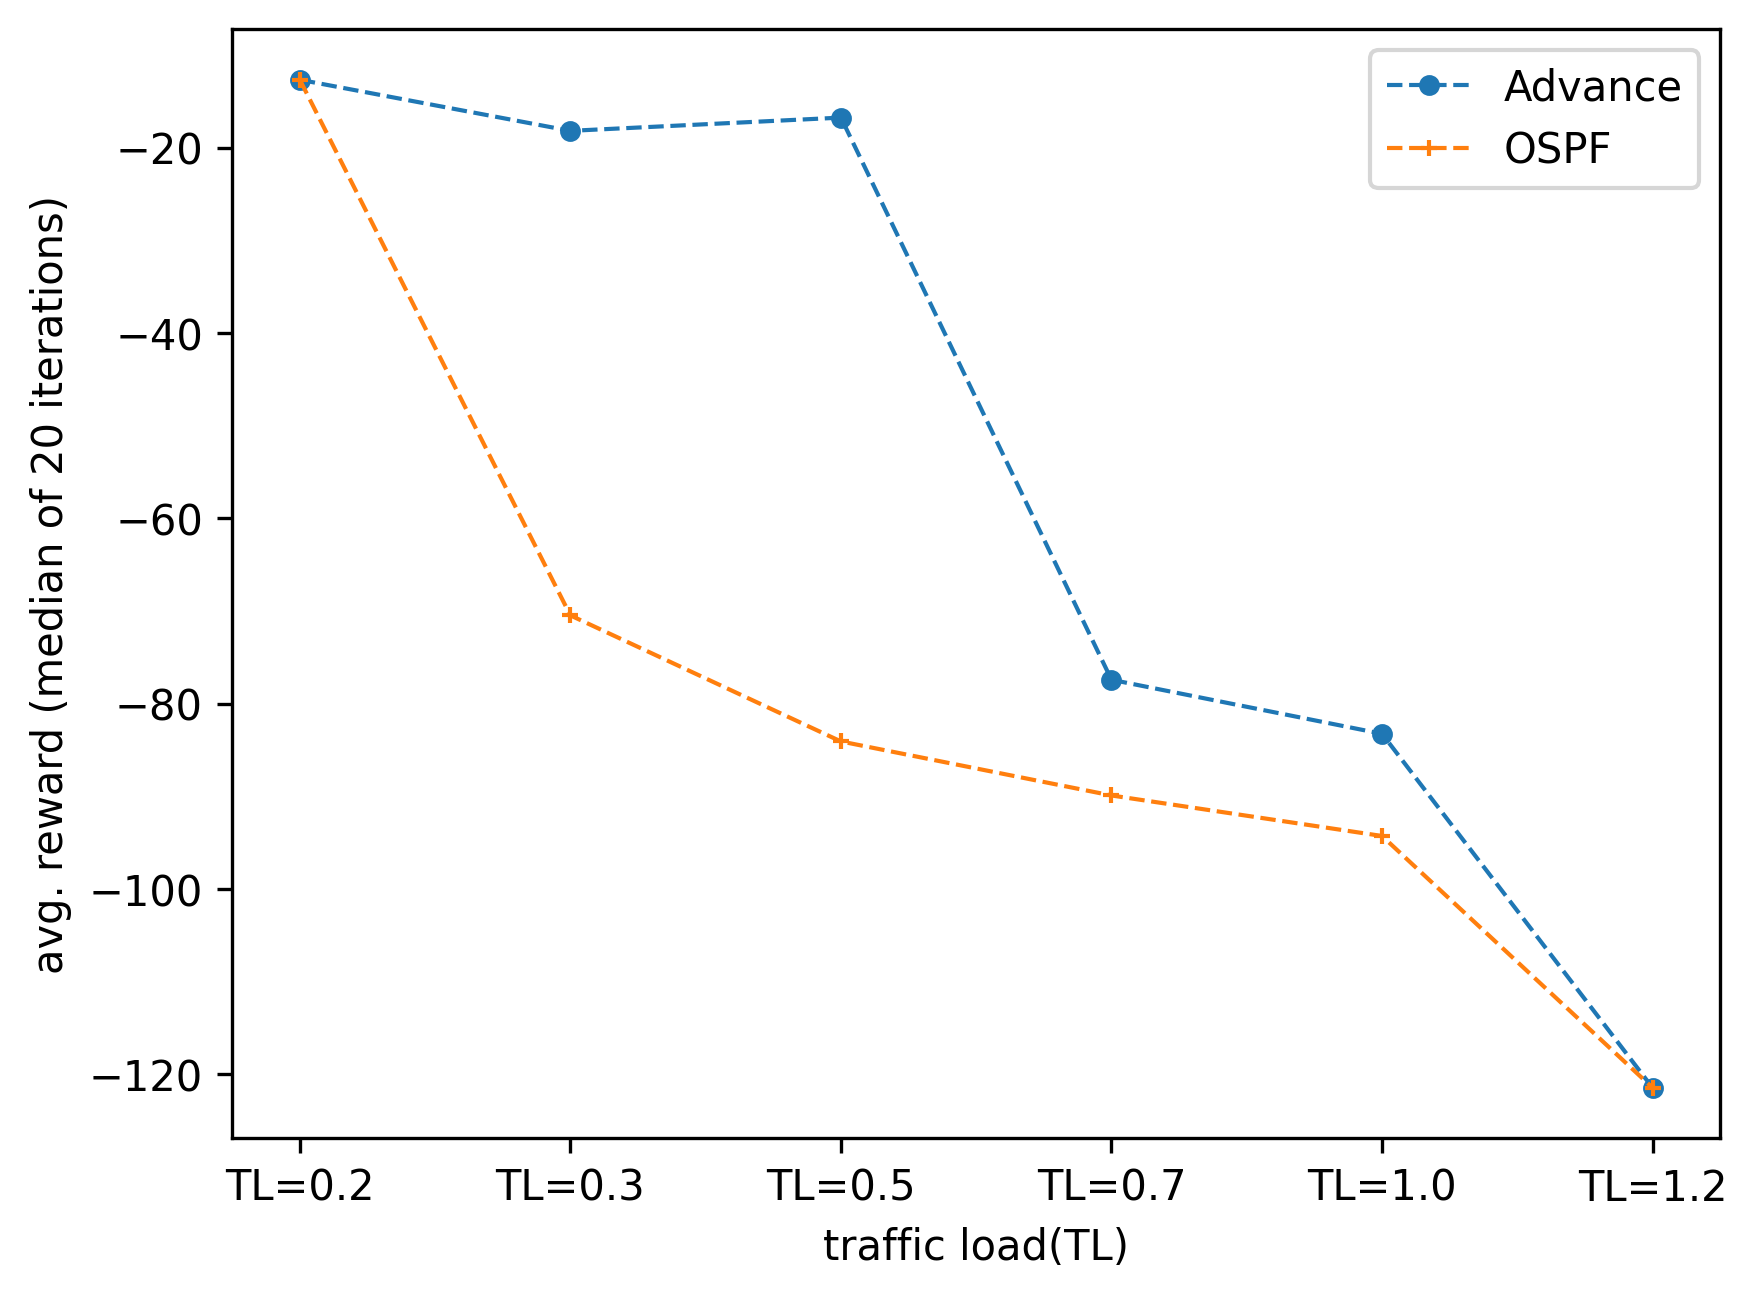 Advance
OSPF
−20
−40
−60
−80
−100
−120
avg. reward (median of 20 iterations)
TL=0.2 TL=0.3 TL=0.5 TL=0.7 TL=1.0 TL=1.2
traffic load(TL)